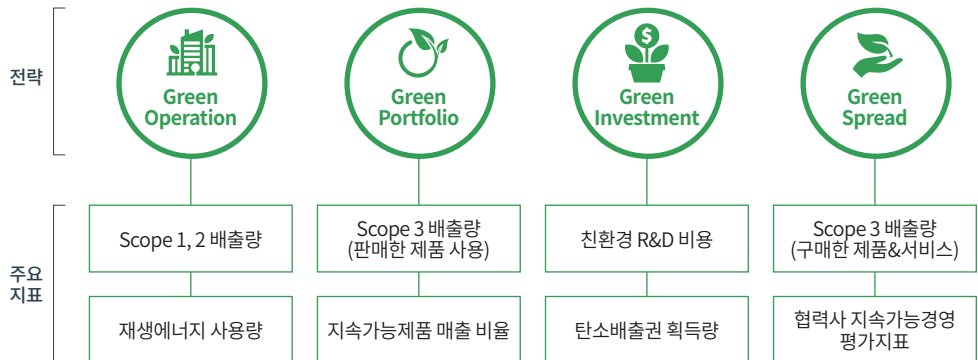 전략
Green
Operation
Green
Portfolio
$
Green
Investment
Green
Spread
주요
지표
Scope 1, 2 배출량
Scope 3 배출량
(판매한 제품 사용)
친환경 R&D 비용
Scope 3 배출량
(구매한 제품&서비스)
재생에너지 사용량
지속가능제품 매출 비율
탄소배출권 획득량
협력사 지속가능경영
평가지표